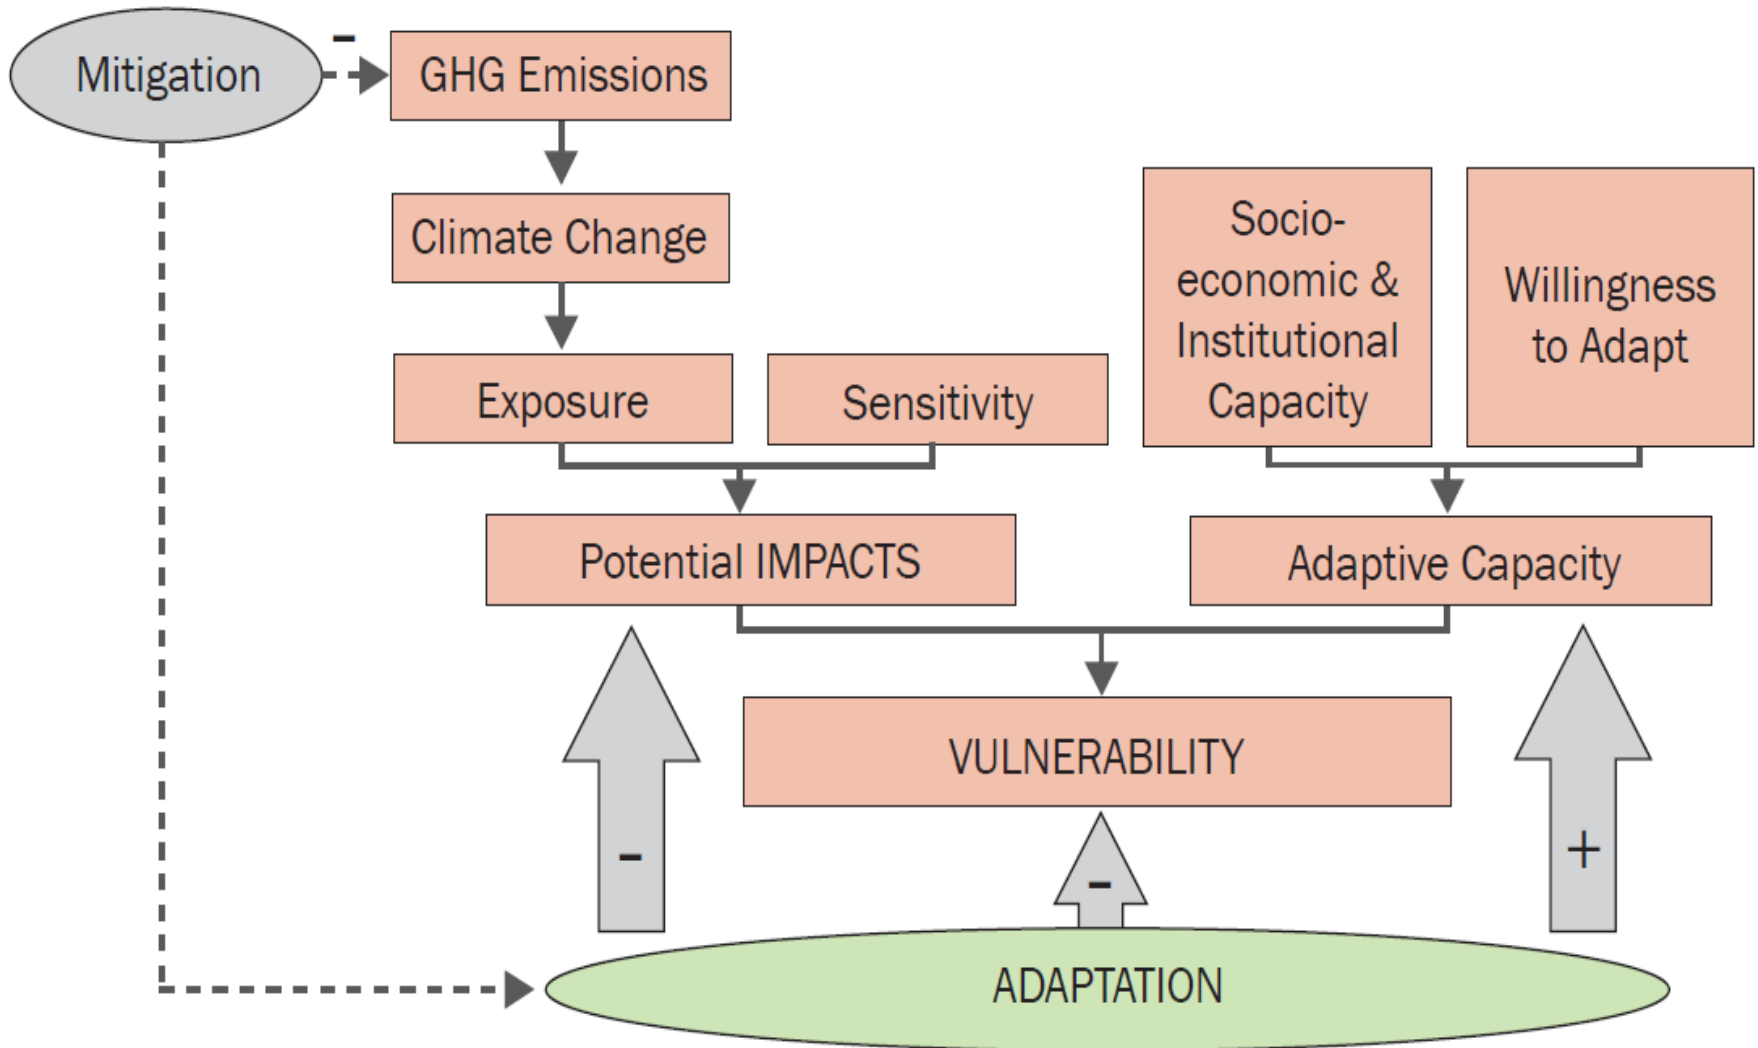 Mitigation
-
GHG Emissions
Climate Change
Exposure
Sensitivity
Socio-
economic &
Institutional
Capacity
Willingness
to Adapt
Potential IMPACTS
Adaptive Capacity
VULNERABILITY
-
-
+
ADAPTATION